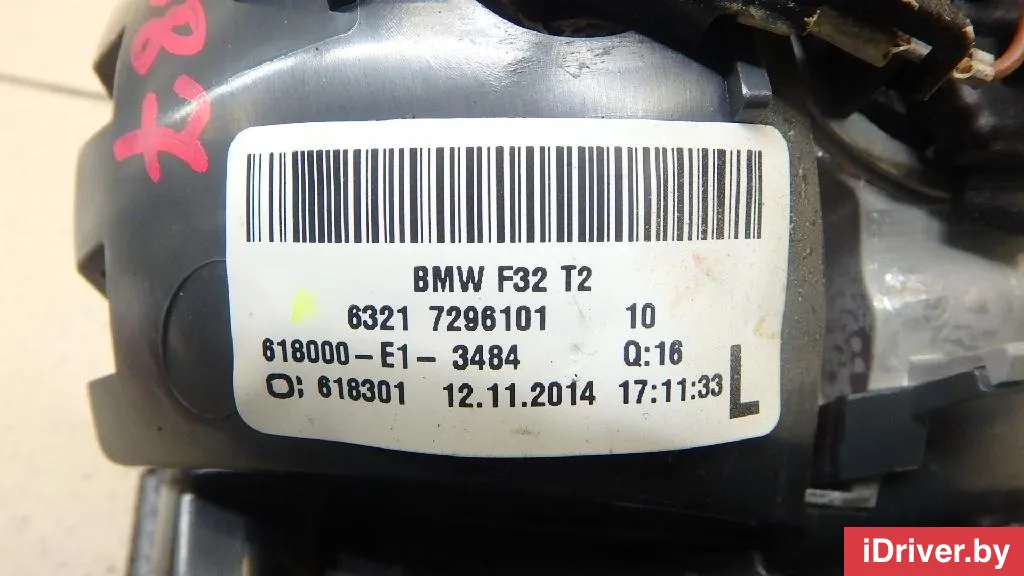 BMW F32 T2
6321 7296101 10
618000-E1-3484 Q:16
O; 618301 12.11.2014 17:11:33 L
iDriver.by